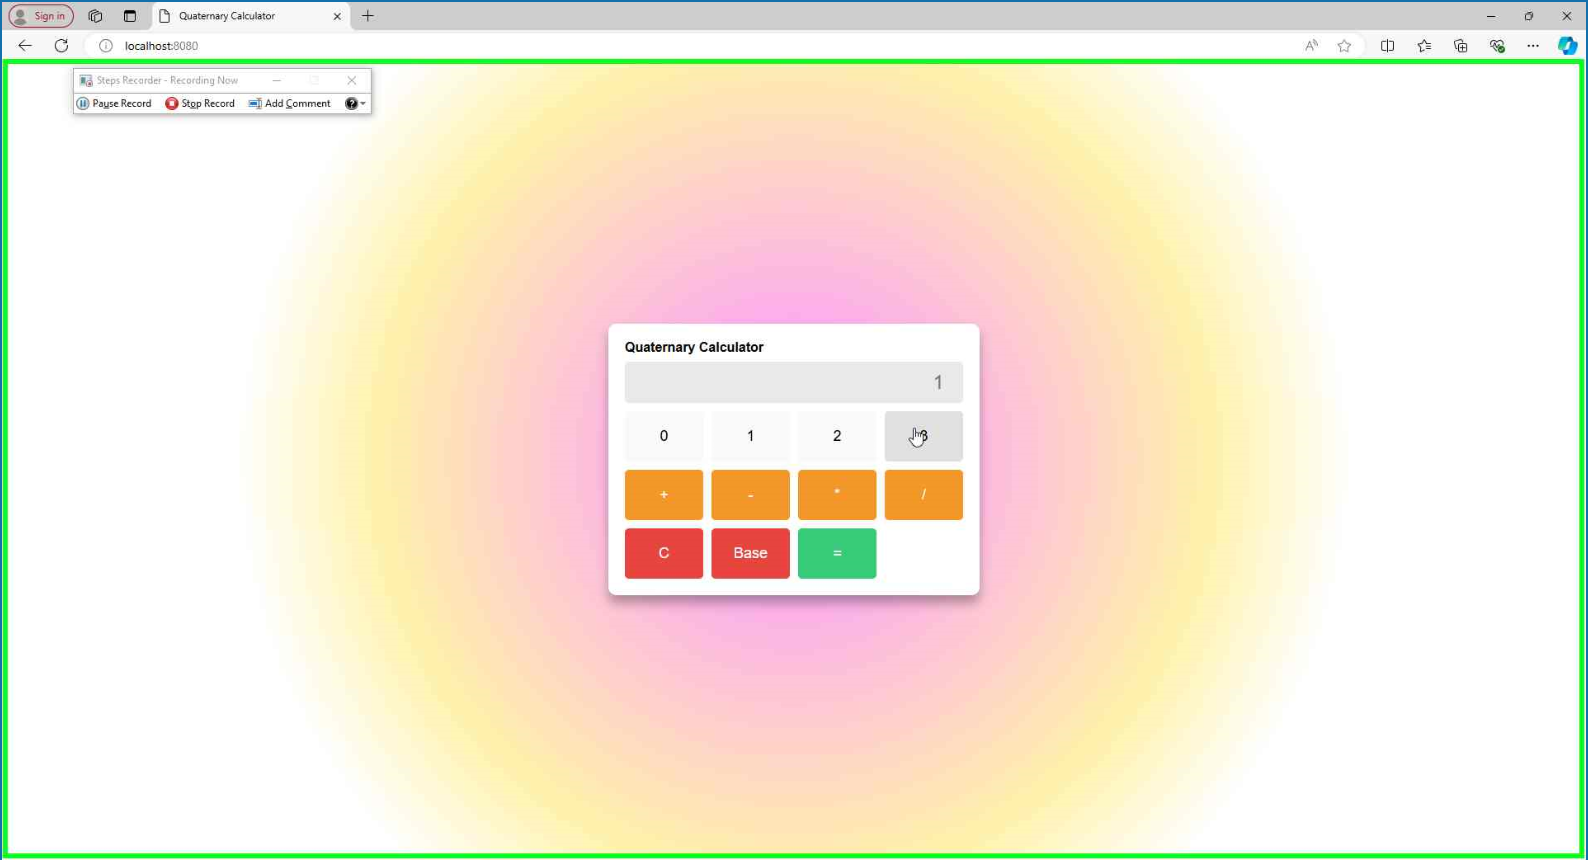 Sign in
Quaternary Calculator
localhost:8080
Steps Recorder - Recording Now
Pause Record Stop Record Add Comment
Quaternary Calculator
1
0 1 2 3
+ - * /
C Base =